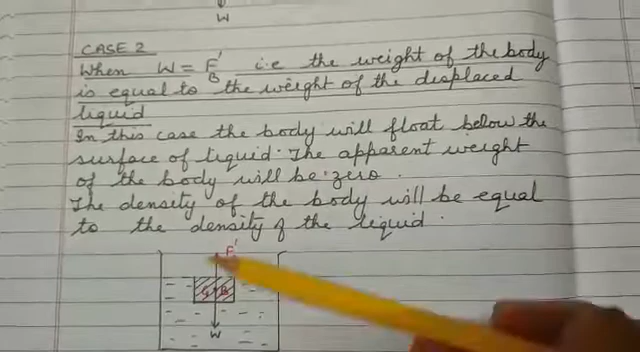 W
CASE 2
When W = F'B i.e the weight of the body
is equal to the weight of the displaced
liquid
In this case the body will float below the
surface of liquid. The apparent weight
of the body will be zero.
The density of the body will be equal
to the density of the liquid.
F'
G B
W